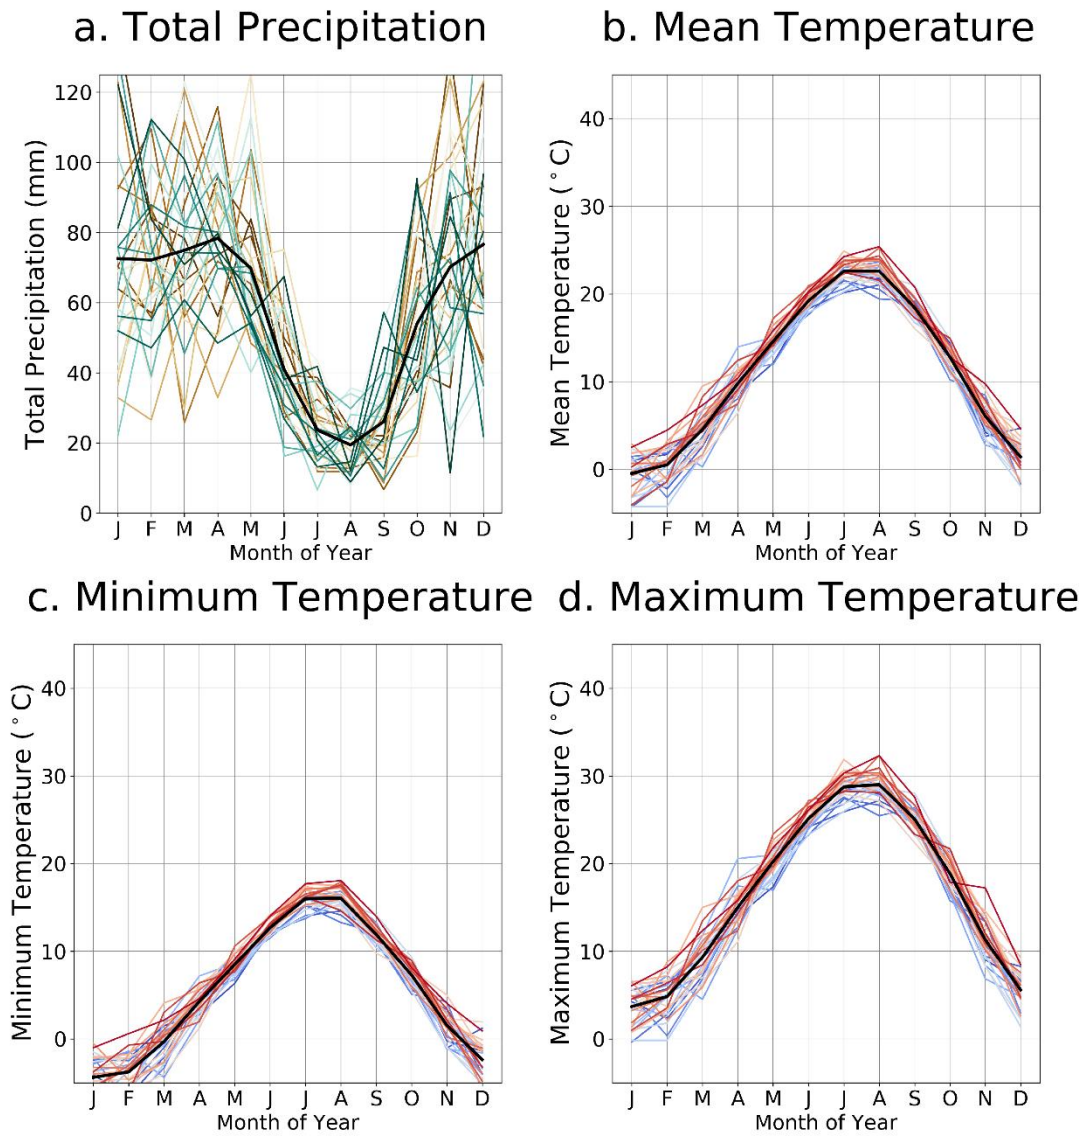 a. Total Precipitation
Total Precipitation (mm)
120
100
80
60
40
20
0
J F M A M J J A S O N D
Month of Year
b. Mean Temperature
Mean Temperature (°C)
40
30
20
10
0
J F M A M J J A S O N D
Month of Year
c. Minimum Temperature
Minimum Temperature (°C)
40
30
20
10
0
J F M A M J J A S O N D
Month of Year
d. Maximum Temperature
Maximum Temperature (°C)
40
30
20
10
0
J F M A M J J A S O N D
Month of Year